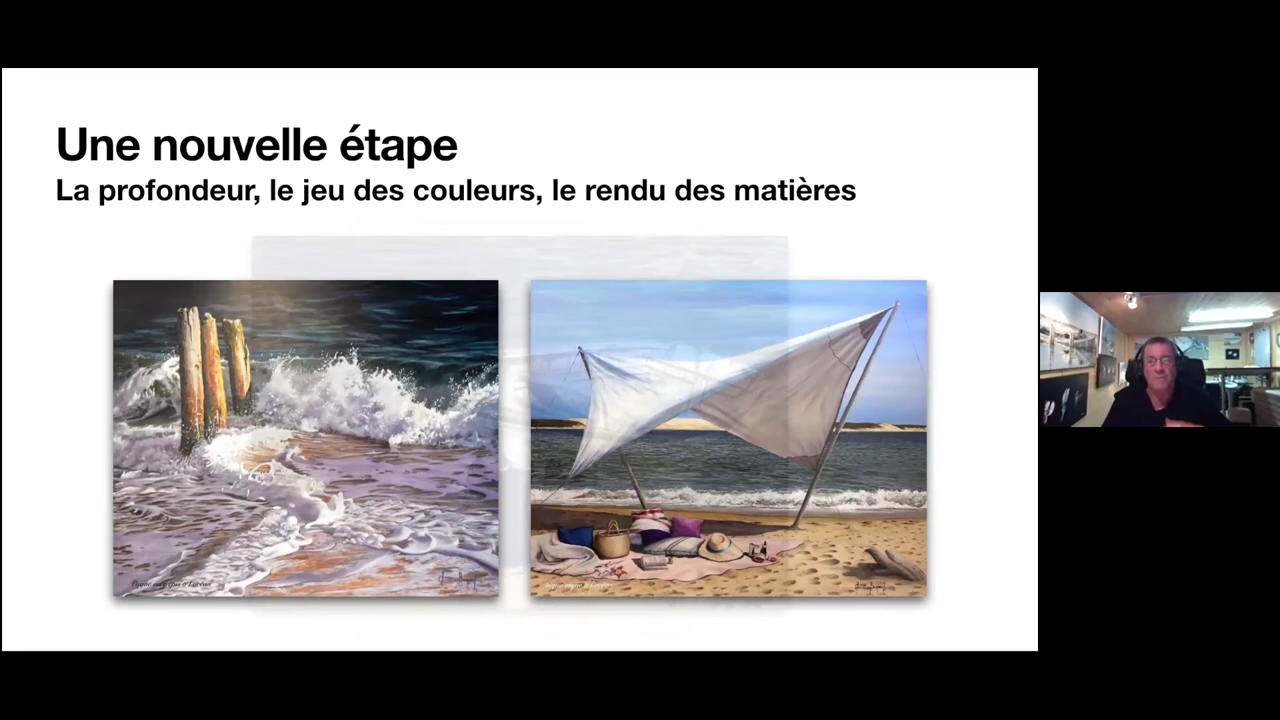 Une nouvelle étape
La profondeur, le jeu des couleurs, le rendu des matières